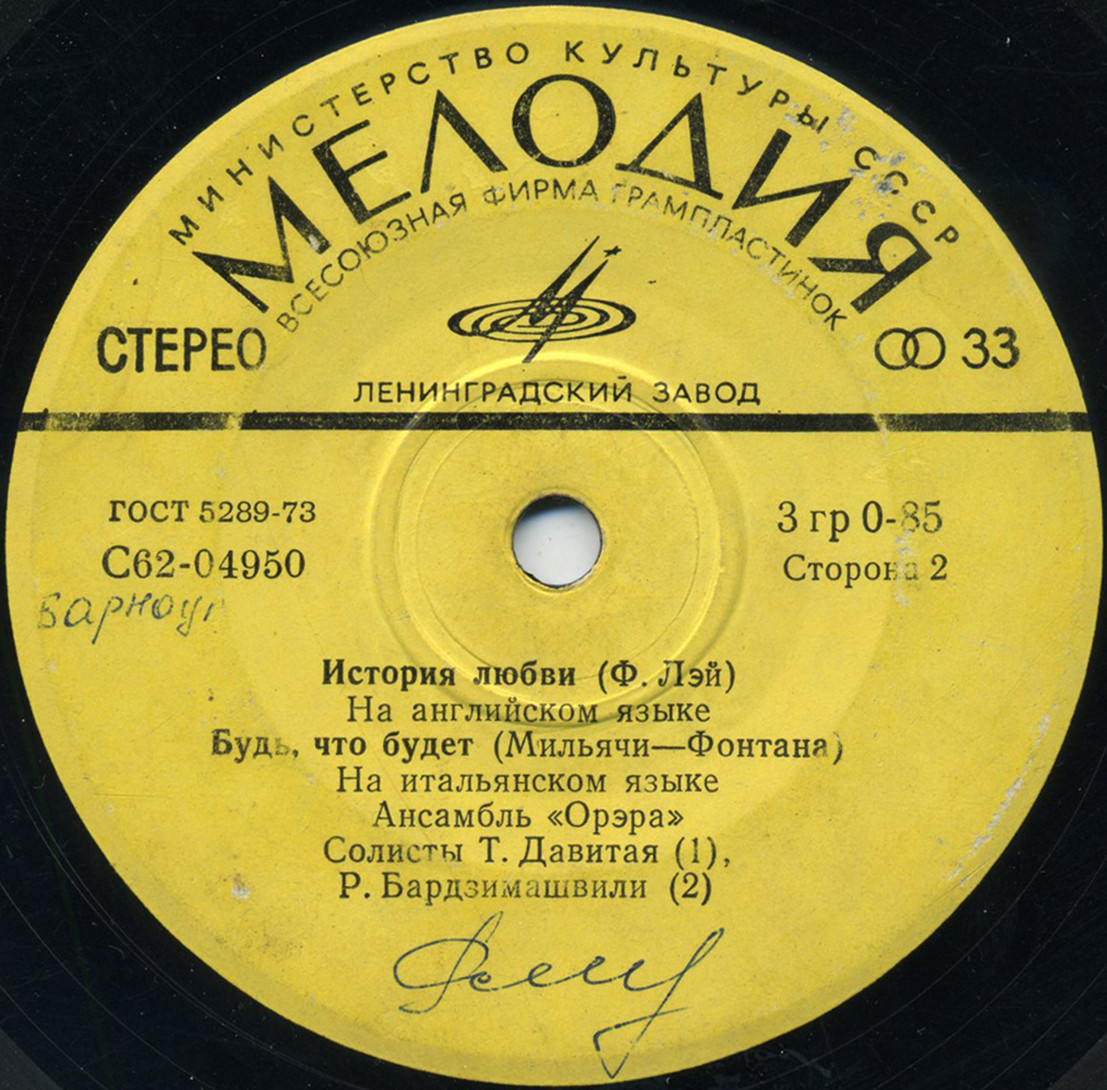 МИНИСТЕРСТВО КУЛЬТУРЫ СССР
МЕЛОДИЯ
ВСЕСОЮЗНАЯ ФИРМА ГРАМПЛАСТИНОК
СТЕРЕО
33
ЛЕНИНГРАДСКИЙ ЗАВОД
ГОСТ 5289-73
С62-04950
Барноул
3 гр 0-85
Сторона 2
История любви (Ф. Лэй)
На английском языке
Будь, что будет (Мильячи—Фонтана)
На итальянском языке
Ансамбль «Орэра»
Солисты Т. Давитая (1),
Р. Бардзимашвили (2)